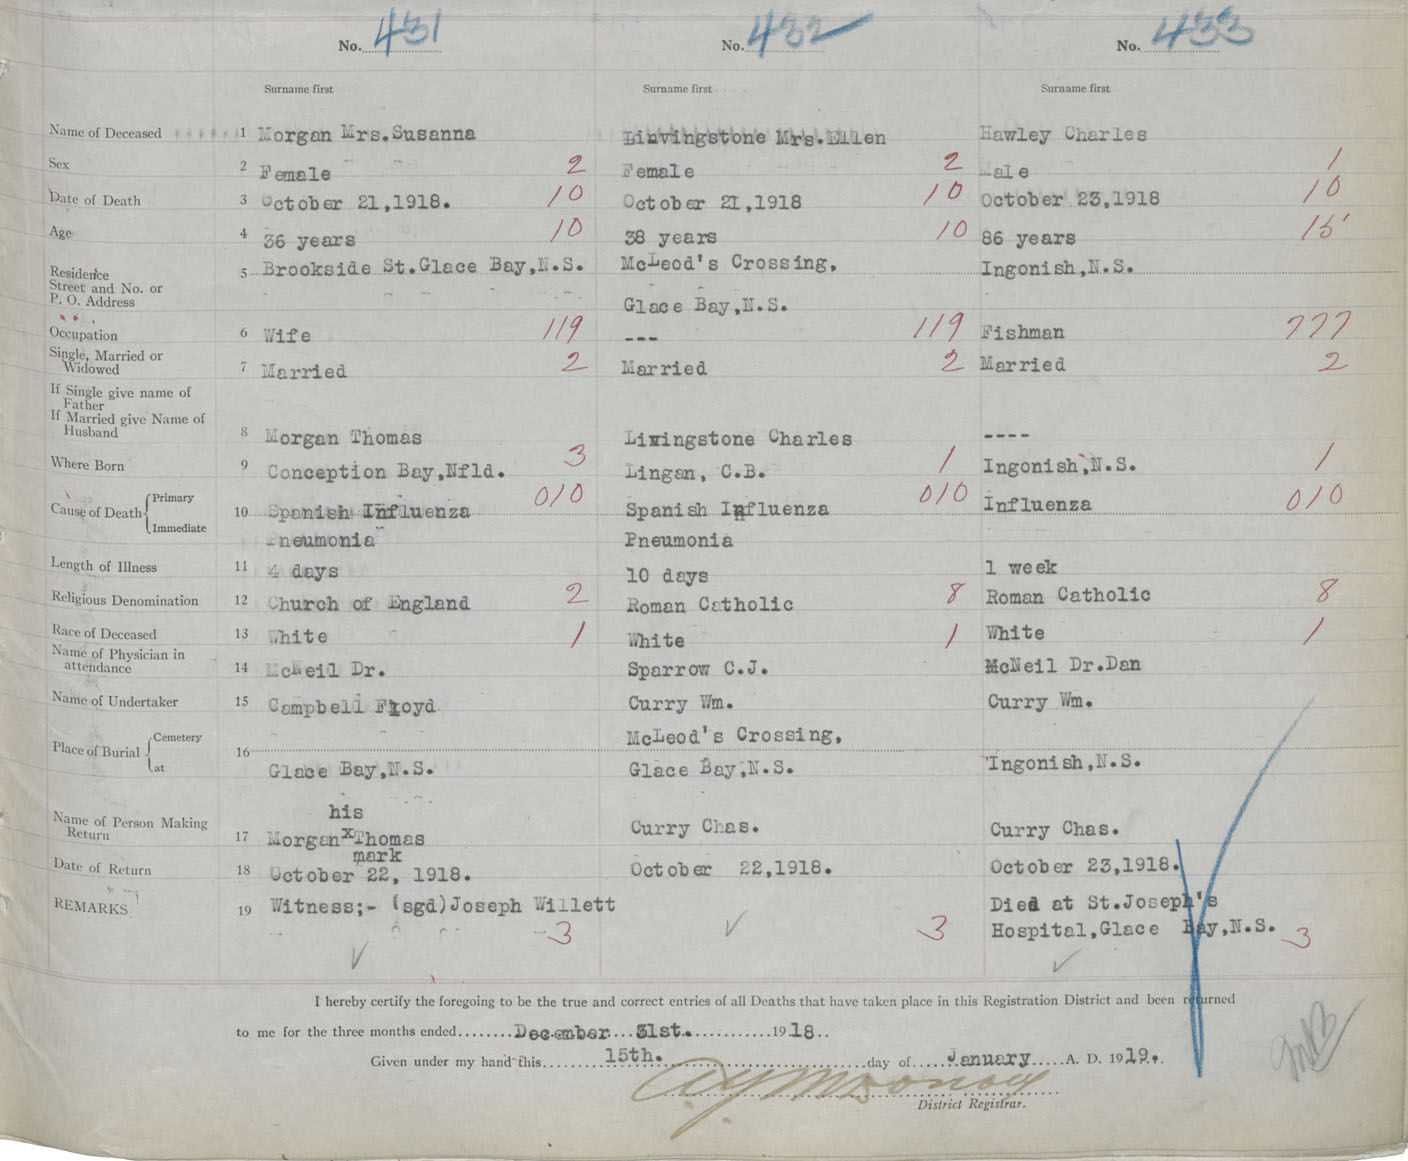 No. 431 No. 432 No. 433
Surname first Surname first Surname first
Name of Deceased 1 Morgan Mrs.Susanna Livingstone Mrs.Ellen Hawley Charles
Sex 2 Female 2 Female 2 Male 1
Date of Death 3 October 21,1918. 10 October 21,1918 10 October 23,1918 10
Age 4 36 years 10 38 years 10 86 years 15
Residence 5 Brookside St.Glace Bay,N.S. McLeod's Crossing, Ingonish,N.S.
Street and No. or
P. O. Address Glace Bay,N.S.
Occupation 6 Wife 119 --- 119 Fishman 777
Single, Married or
Widowed 7 Married 2 Married 2 Married 2
If Single give name of
Father
If Married give Name of
Husband 8 Morgan Thomas Livingstone Charles ----
Where Born 9 Conception Bay,Nfld. 3 Lingan, C.B. 1 Ingonish,N.S. 1
Cause of Death Primary 10 Spanish Influenza 010 Spanish Influenza 010 Influenza 010
Immediate Pneumonia Pneumonia
Length of Illness 11 4 days 10 days 1 week
Religious Denomination 12 Church of England 2 Roman Catholic 8 Roman Catholic 8
Race of Deceased 13 White 1 White 1 White 1
Name of Physician in
attendance 14 McNeil Dr. Sparrow C.J. McNeil Dr.Dan
Name of Undertaker 15 Campbell Floyd Curry Wm. Curry Wm.
Place of Burial Cemetery 16 McLeod's Crossing,
at Glace Bay,N.S. Glace Bay,N.S. Ingonish,N.S.
his
Name of Person Making
Return 17 Morgan x Thomas Curry Chas. Curry Chas.
mark
Date of Return 18 October 22, 1918. October 22,1918. October 23,1918.
REMARKS 19 Witness;- (sgd)Joseph Willett Died at St.Joseph's
3 3 Hospital,Glace Bay,N.S. 3
I hereby certify the foregoing to be the true and correct entries of all Deaths that have taken place in this Registration District and been returned
to me for the three months ended December 31st. 1918
Given under my hand this 15th. day of January A. D. 1919.
District Registrar.